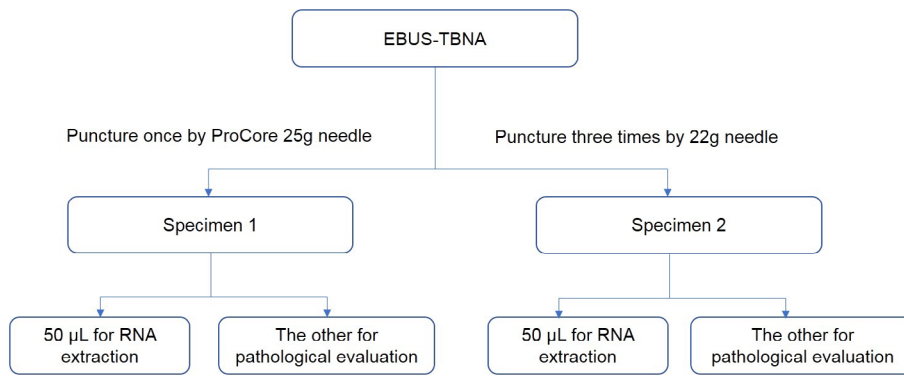 EBUS-TBNA
Puncture once by ProCore 25g needle
Puncture three times by 22g needle
Specimen 1
Specimen 2
50 µL for RNA
extraction
The other for
pathological evaluation
50 µL for RNA
extraction
The other for
pathological evaluation